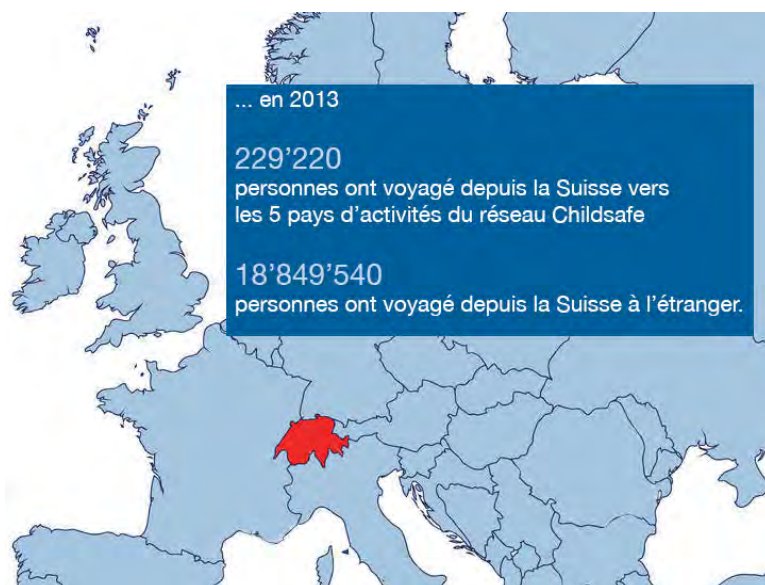 ... en 2013
229’220
personnes ont voyagé depuis la Suisse vers
les 5 pays d’activités du réseau Childsafe
18’849’540
personnes ont voyagé depuis la Suisse à l’étranger.